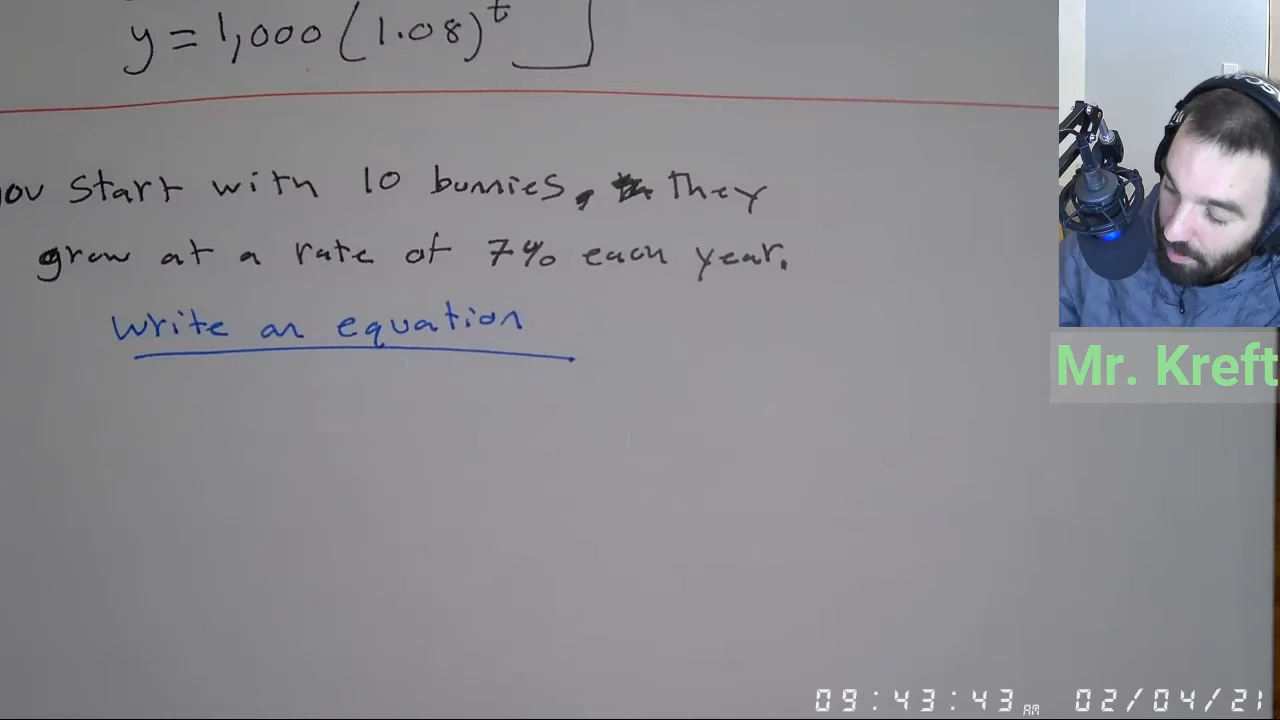 y = 1,000 (1.08)^t
you start with 10 bunnies, they
grow at a rate of 7% each year.
write an equation
Mr. Kreft
09:43:43 AM 02/04/21